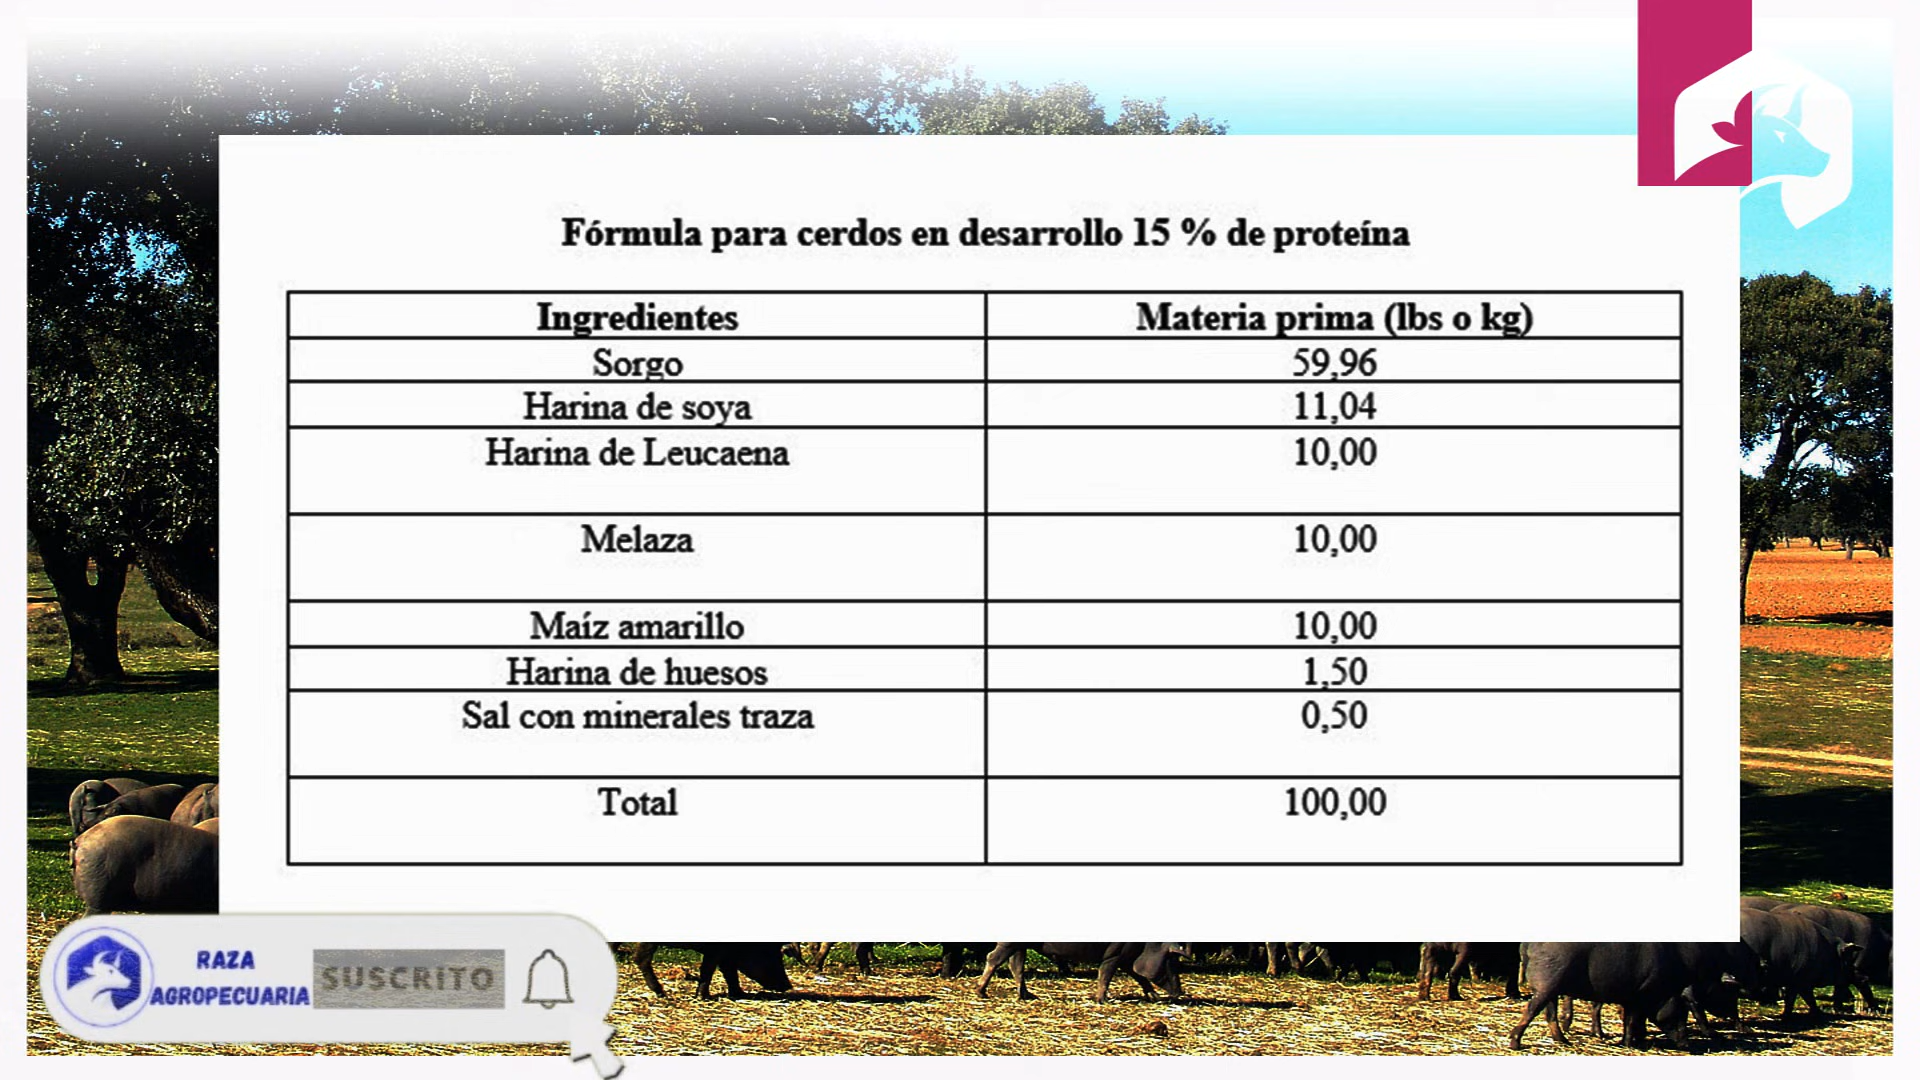 Fórmula para cerdos en desarrollo 15 % de proteína
Ingredientes Materia prima (lbs o kg)
Sorgo 59,96
Harina de soya 11,04
Harina de Leucaena 10,00
Melaza 10,00
Maíz amarillo 10,00
Harina de huesos 1,50
Sal con minerales traza 0,50
Total 100,00
RAZA
AGROPECUARIA
SUSCRITO